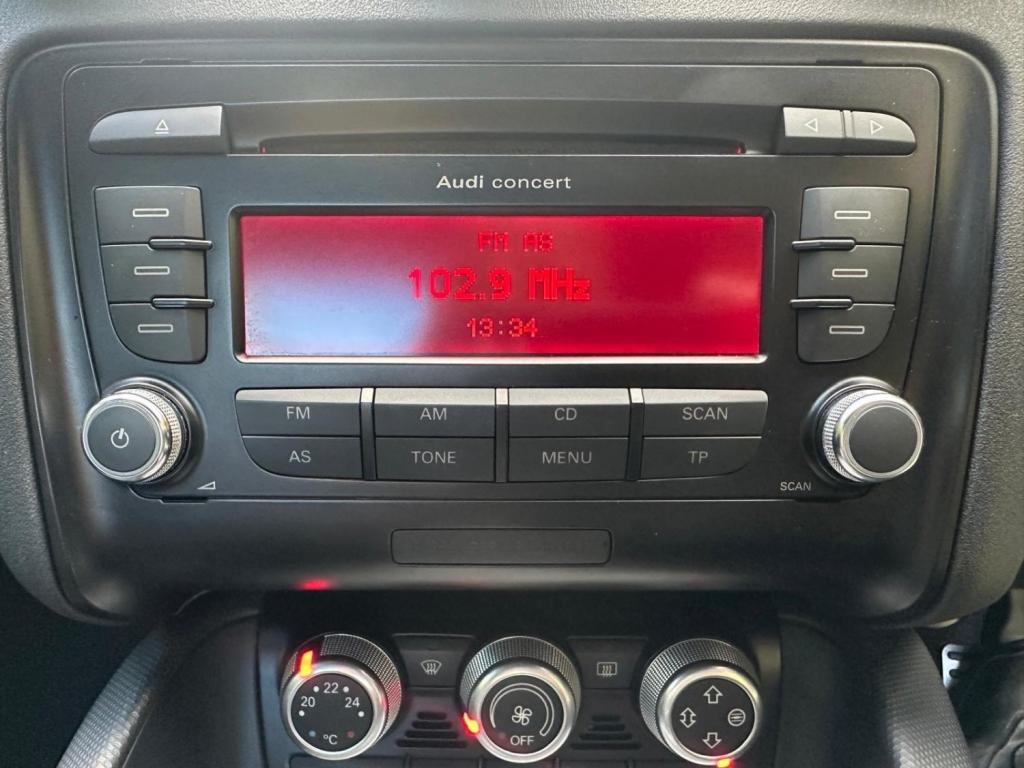 Audi concert
FM AS
102.9 MHz
13:34
FM AM CD SCAN
AS TONE MENU TP
SCAN
20 22 24
°C
OFF